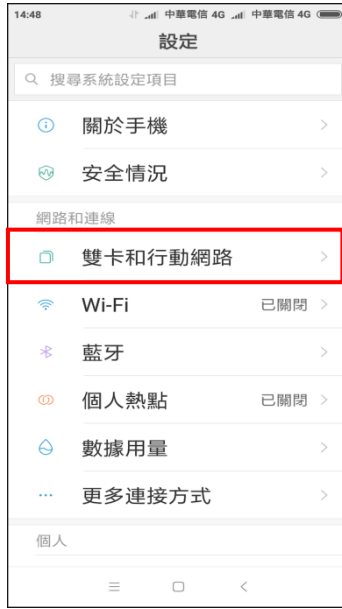 14:48 中華電信 4G 中華電信 4G
設定
搜尋系統設定項目
關於手機
安全情況
網路和連線
雙卡和行動網路
Wi-Fi 已關閉
藍牙
個人熱點 已關閉
數據用量
更多連接方式
個人